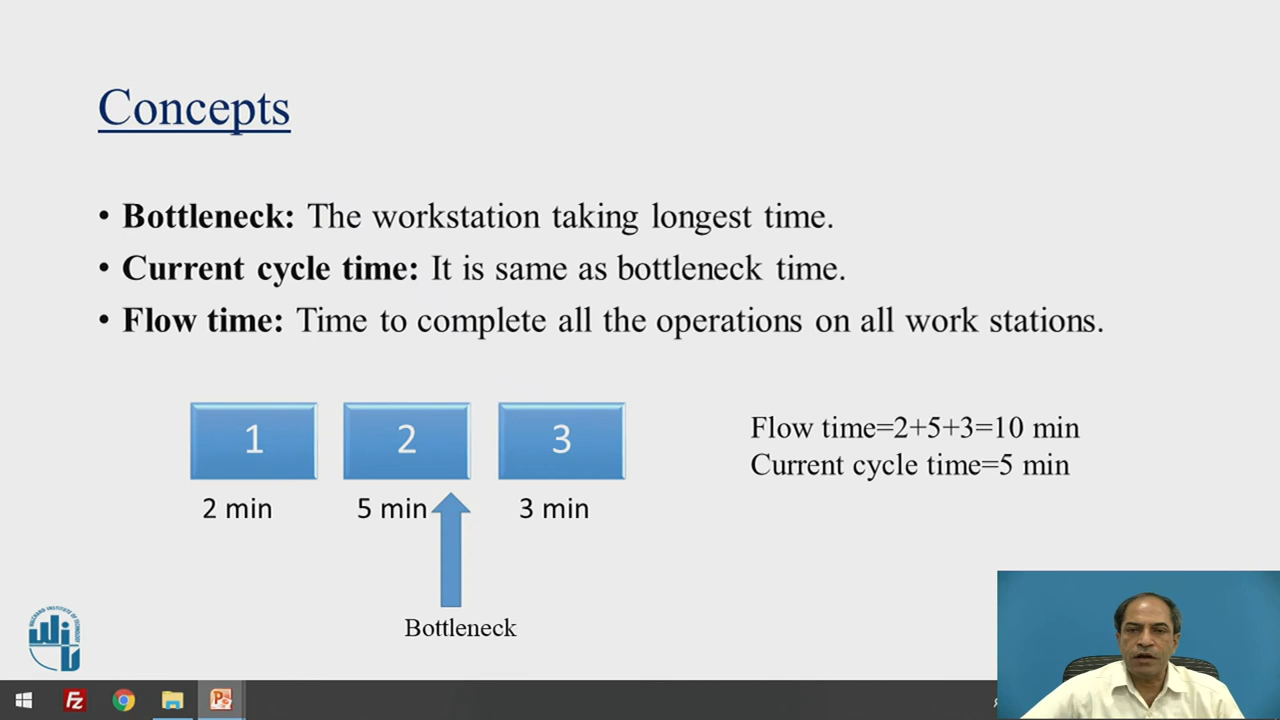 Concepts
• Bottleneck: The workstation taking longest time.
• Current cycle time: It is same as bottleneck time.
• Flow time: Time to complete all the operations on all work stations.
1 2 3
2 min 5 min 3 min
Flow time=2+5+3=10 min
Current cycle time=5 min
Bottleneck